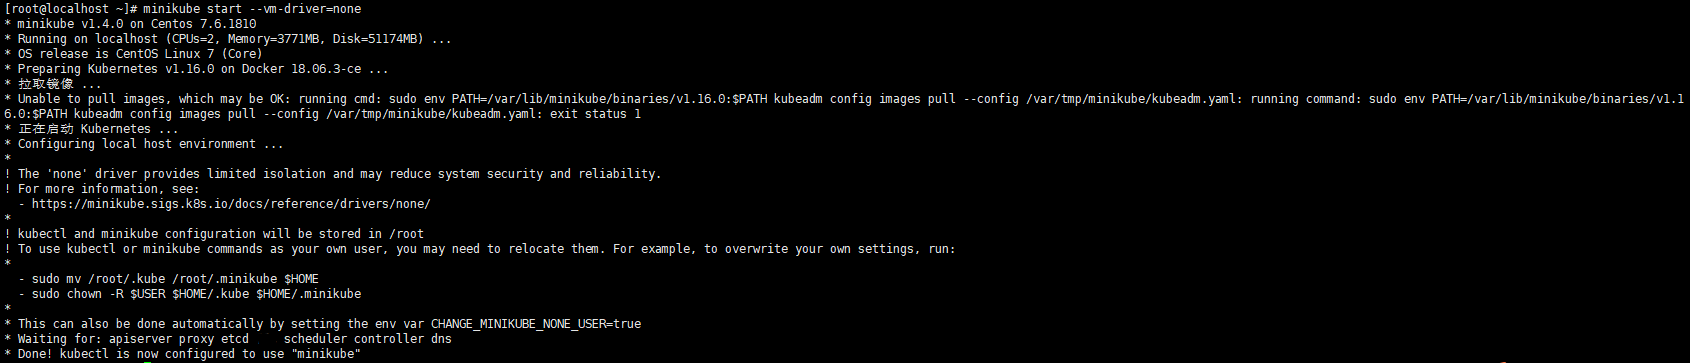 [root@localhost ~]# minikube start --vm-driver=none
* minikube v1.4.0 on Centos 7.6.1810
* Running on localhost (CPUs=2, Memory=3771MB, Disk=51174MB) ...
* OS release is CentOS Linux 7 (Core)
* Preparing Kubernetes v1.16.0 on Docker 18.06.3-ce ...
* 拉取镜像 ...
* Unable to pull images, which may be OK: running cmd: sudo env PATH=/var/lib/minikube/binaries/v1.16.0:$PATH kubeadm config images pull --config /var/tmp/minikube/kubeadm.yaml: running command: sudo env PATH=/var/lib/minikube/binaries/v1.1
6.0:$PATH kubeadm config images pull --config /var/tmp/minikube/kubeadm.yaml: exit status 1
* 正在启动 Kubernetes ...
* Configuring local host environment ...
*
! The 'none' driver provides limited isolation and may reduce system security and reliability.
! For more information, see:
- https://minikube.sigs.k8s.io/docs/reference/drivers/none/
*
! kubectl and minikube configuration will be stored in /root
! To use kubectl or minikube commands as your own user, you may need to relocate them. For example, to overwrite your own settings, run:
*
- sudo mv /root/.kube /root/.minikube $HOME
- sudo chown -R $USER $HOME/.kube $HOME/.minikube
*
* This can also be done automatically by setting the env var CHANGE_MINIKUBE_NONE_USER=true
* Waiting for: apiserver proxy etcd scheduler controller dns
* Done! kubectl is now configured to use "minikube"